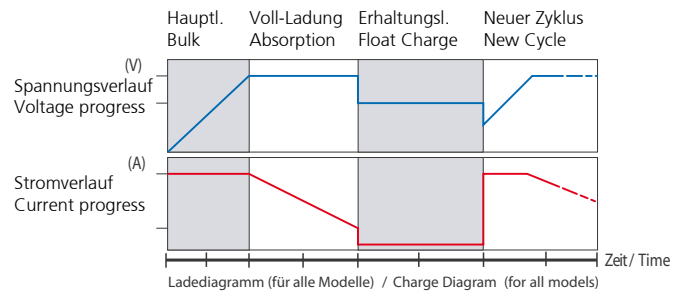 Hauptl.
Bulk
Voll-Ladung
Absorption
Erhaltungsl.
Float Charge
Neuer Zyklus
New Cycle
(V)
Spannungsverlauf
Voltage progress
(A)
Stromverlauf
Current progress
Zeit / Time
Ladediagramm (für alle Modelle) / Charge Diagram (for all models)